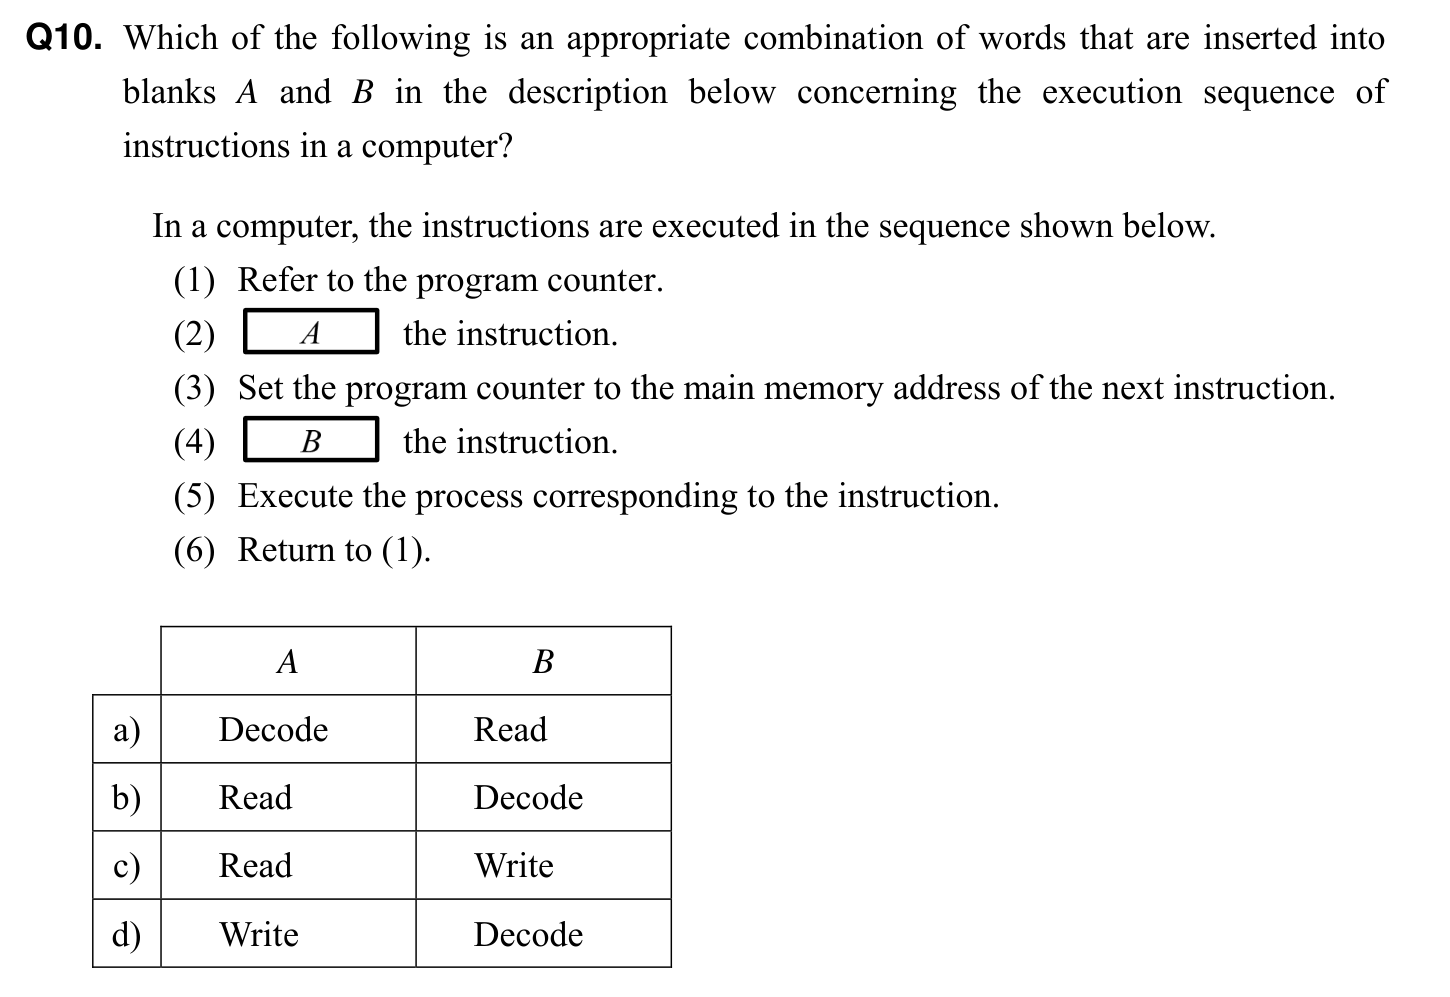 Q10. Which of the following is an appropriate combination of words that are inserted into
blanks A and B in the description below concerning the execution sequence of
instructions in a computer?
In a computer, the instructions are executed in the sequence shown below.
(1) Refer to the program counter.
(2) A the instruction.
(3) Set the program counter to the main memory address of the next instruction.
(4) B the instruction.
(5) Execute the process corresponding to the instruction.
(6) Return to (1).
A B
a) Decode Read
b) Read Decode
c) Read Write
d) Write Decode